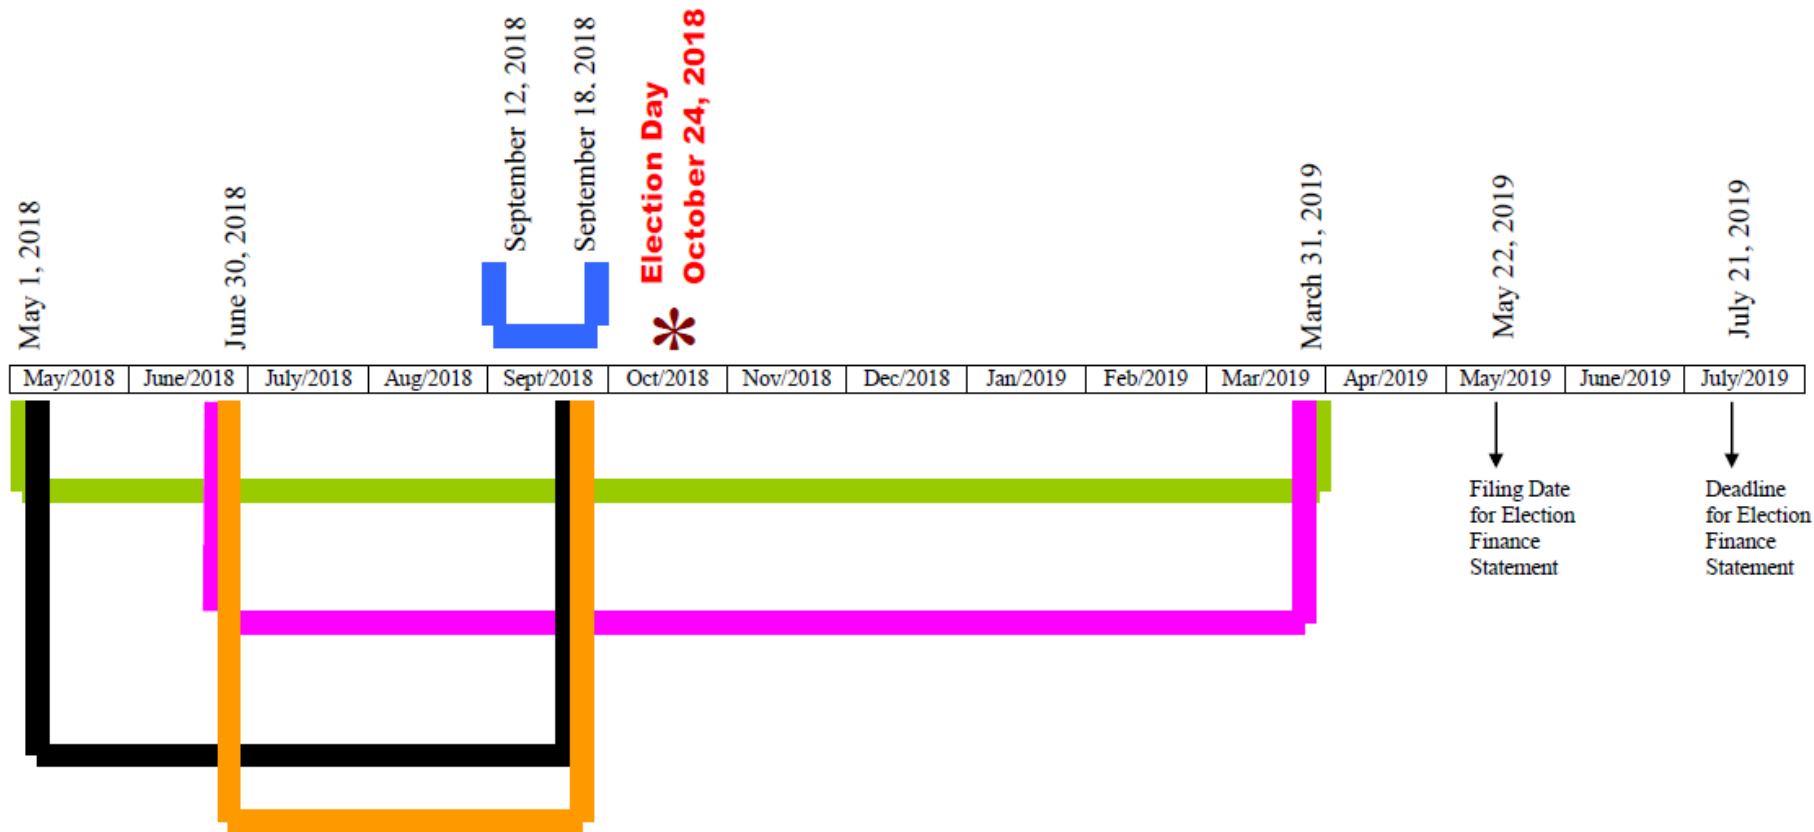 May 1, 2018
June 30, 2018
September 12, 2018
September 18. 2018
Election Day
October 24, 2018
*
March 31, 2019
May 22, 2019
July 21, 2019
May/2018 June/2018 July/2018 Aug/2018 Sept/2018 Oct/2018 Nov/2018 Dec/2018 Jan/2019 Feb/2019 Mar/2019 Apr/2019 May/2019 June/2019 July/2019
Filing Date
for Election
Finance
Statement
Deadline
for Election
Finance
Statement